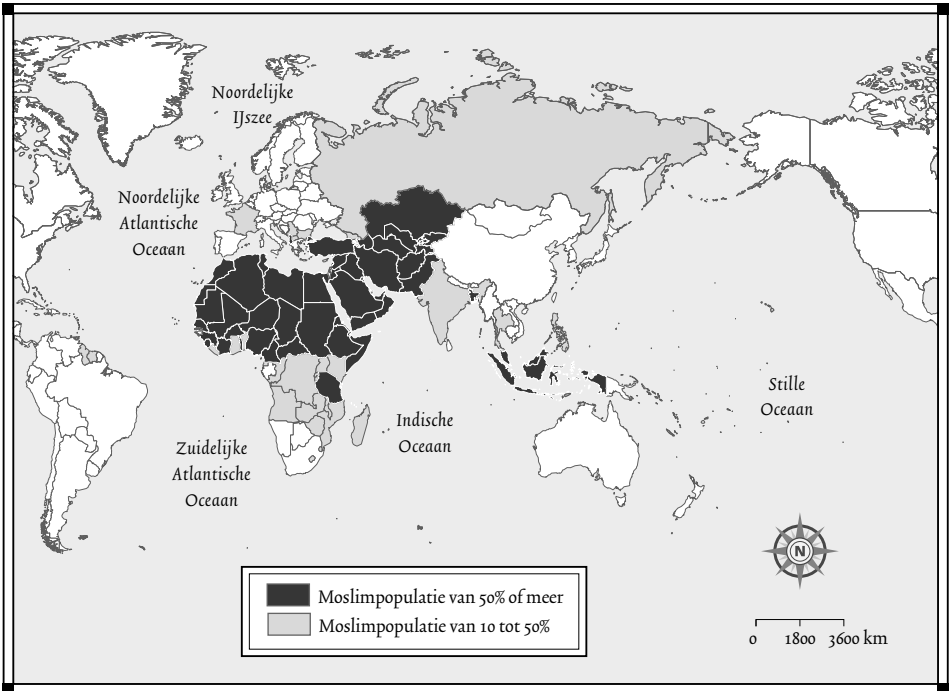 Noordelijke
IJszee
Noordelijke
Atlantische
Oceaan
Stille
Oceaan
Indische
Oceaan
Zuidelijke
Atlantische
Oceaan
N
Moslimpopulatie van 50% of meer
Moslimpopulatie van 10 tot 50%
0 1800 3600 km